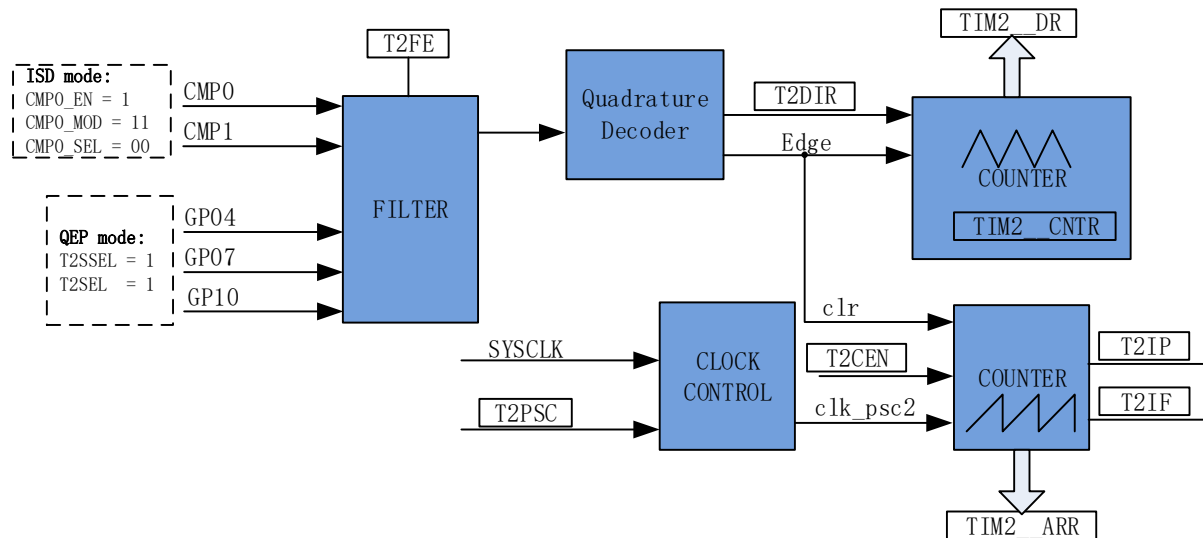 TIM2__DR
T2FE
ISD mode:
CMP0_EN = 1
CMP0_MOD = 11
CMP0_SEL = 00
CMP0
CMP1
Quadrature
Decoder
T2DIR
Edge
COUNTER
TIM2__CNTR
FILTER
QEP mode:
T2SSEL = 1
T2SEL = 1
GP04
GP07
GP10
SYSCLK
T2PSC
CLOCK
CONTROL
clr
T2CEN
clk_psc2
COUNTER
T2IP
T2IF
TIM2__ARR